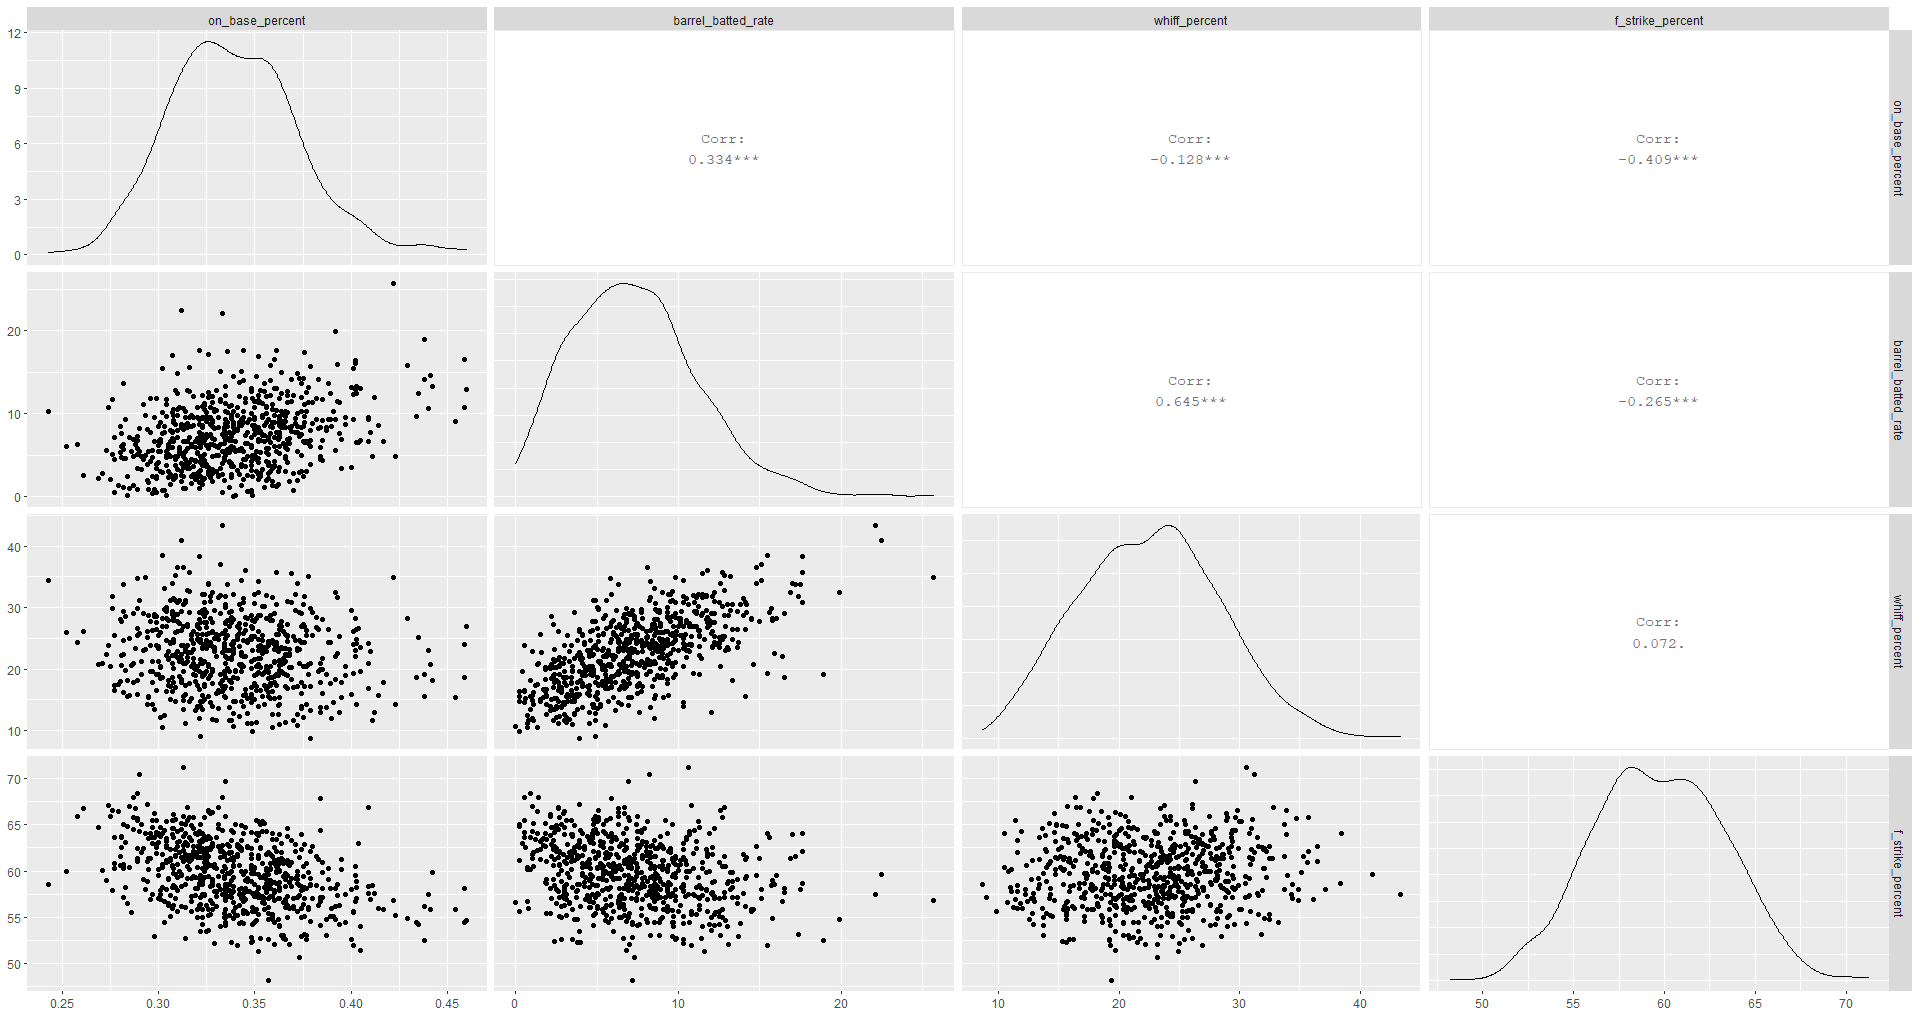 on_base_percent
barrel_batted_rate
whiff_percent
f_strike_percent
12
9
6
3
0
Corr:
0.334***
Corr:
-0.128***
Corr:
-0.409***
on_base_percent
20
10
0
Corr:
0.645***
Corr:
-0.265***
barrel_batted_rate
40
30
20
10
Corr:
0.072.
whiff_percent
70
65
60
55
50
f_strike_percent
0.25 0.30 0.35 0.40 0.45
0 10 20
10 20 30 40
50 55 60 65 70